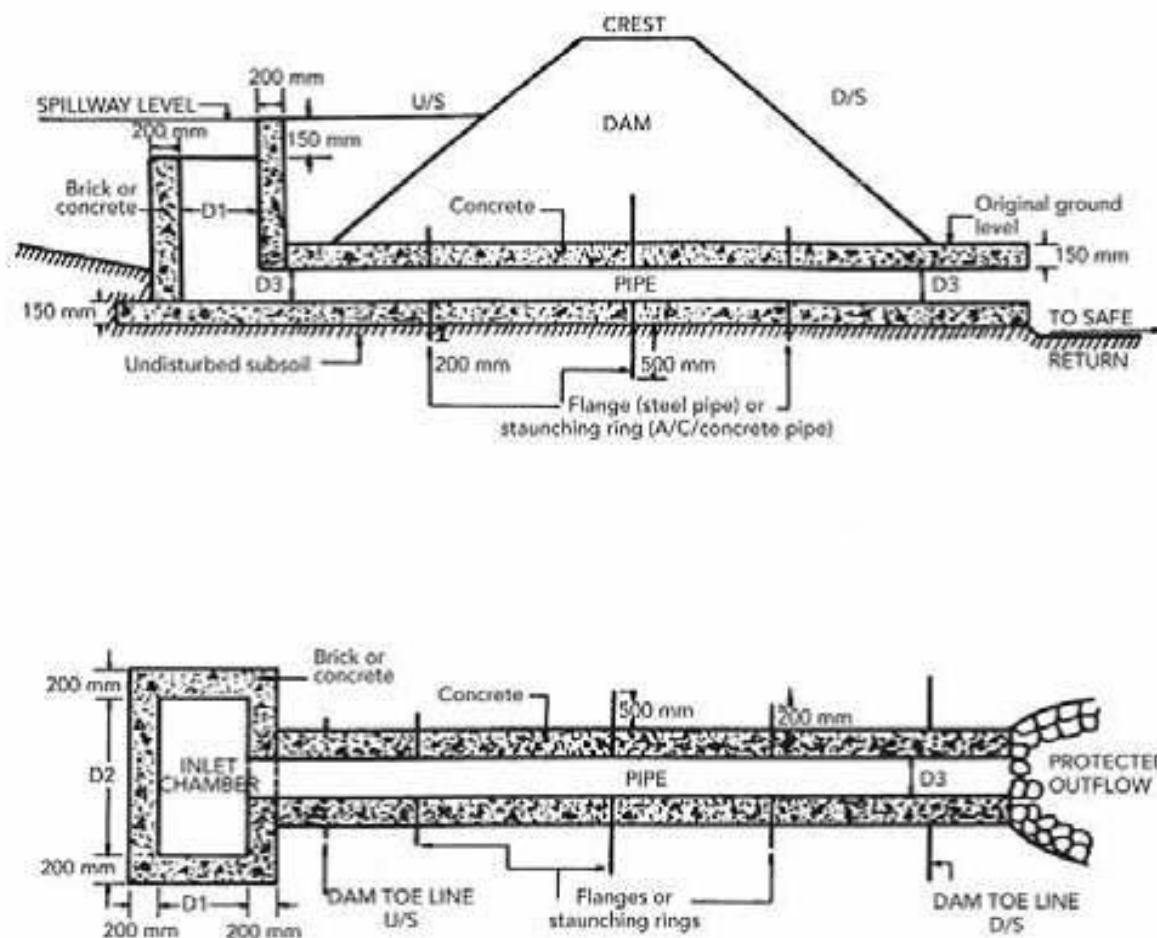 CREST
200 mm
SPILLWAY LEVEL
U/S
D/S
200 mm
150 mm
DAM
Brick or
concrete
D1
Concrete
Original ground
level
D3
PIPE
D3
150 mm
150 mm
TO SAFE
RETURN
Undisturbed subsoil
200 mm
500 mm
Flange (steel pipe) or
staunching ring (A/C/concrete pipe)
Brick or
concrete
200 mm
Concrete
500 mm
200 mm
D2
INLET
CHAMBER
PIPE
D3
PROTECTE
OUTFLOW
200 mm
D1
200 mm
200 mm
DAM TOE LINE
U/S
Flanges or
staunching rings
DAM TOE LINE
D/S